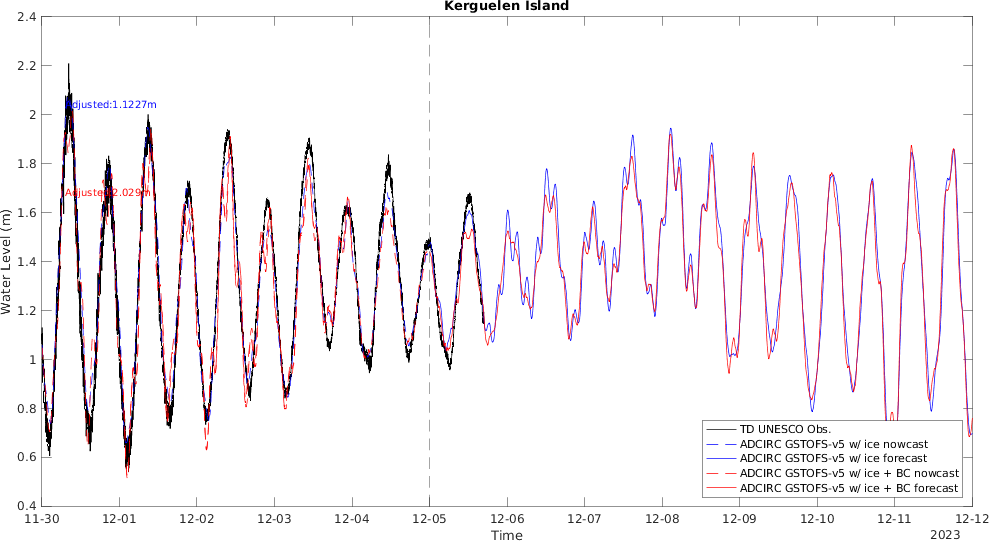 Kerguelen Island
2.4
2.2
2
1.8
1.6
1.4
1.2
1
0.8
0.6
0.4
Water Level (m)
Adjusted:1.1227m
Adjusted:2.029m
TD UNESCO Obs.
ADCIRC GSTOFS-v5 w/ ice nowcast
ADCIRC GSTOFS-v5 w/ ice forecast
ADCIRC GSTOFS-v5 w/ ice + BC nowcast
ADCIRC GSTOFS-v5 w/ ice + BC forecast
11-30 12-01 12-02 12-03 12-04 12-05 12-06 12-07 12-08 12-09 12-10 12-11 12-12
Time
2023